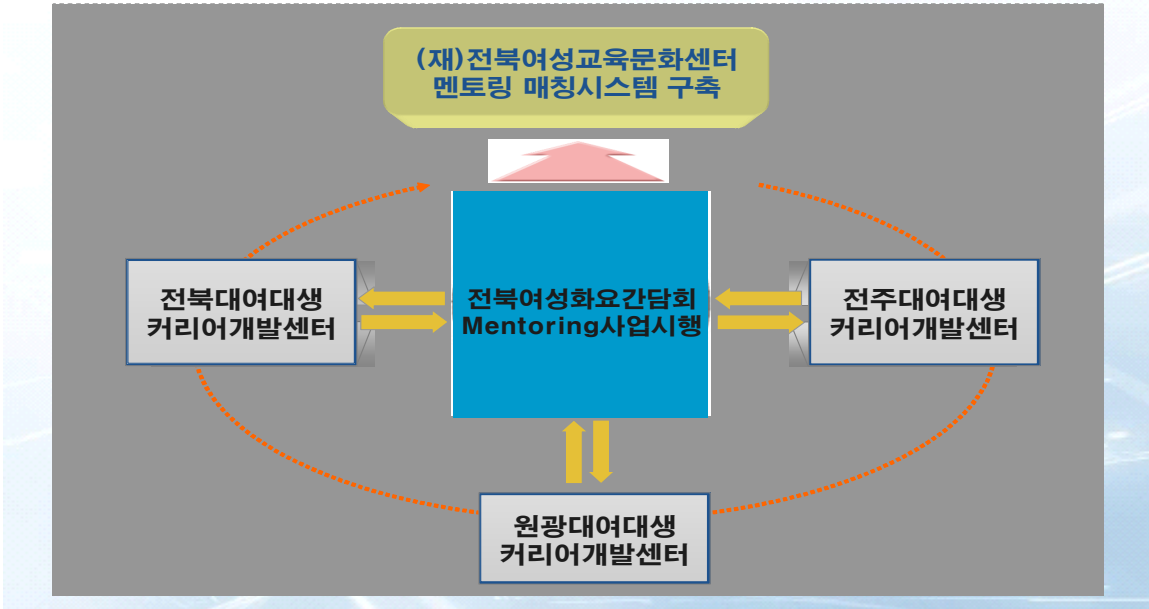 (재)전북여성교육문화센터
멘토링 매칭시스템 구축
전북대여대생
커리어개발센터
전북여성화요간담회
Mentoring사업시행
전주대여대생
커리어개발센터
원광대여대생
커리어개발센터